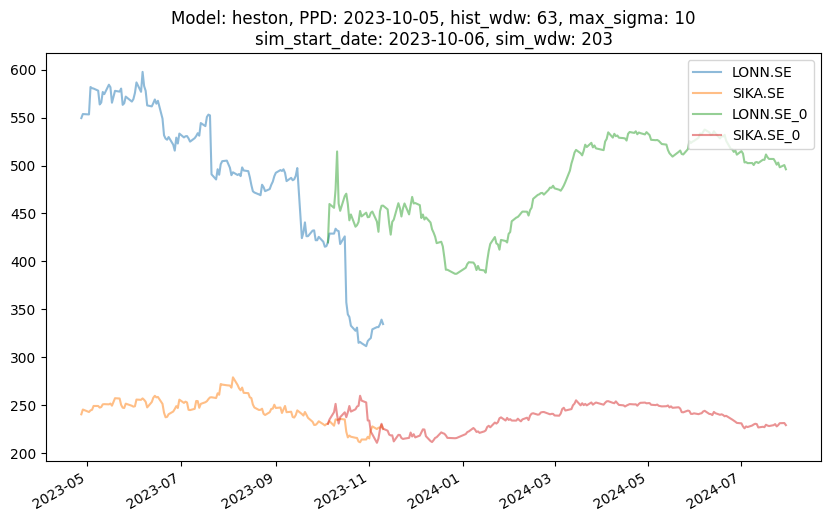 Model: heston, PPD: 2023-10-05, hist_wdw: 63, max_sigma: 10
sim_start_date: 2023-10-06, sim_wdw: 203
LONN.SE
SIKA.SE
LONN.SE_0
SIKA.SE_0
600
550
500
450
400
350
300
250
200
2023-05
2023-07
2023-09
2023-11
2024-01
2024-03
2024-05
2024-07